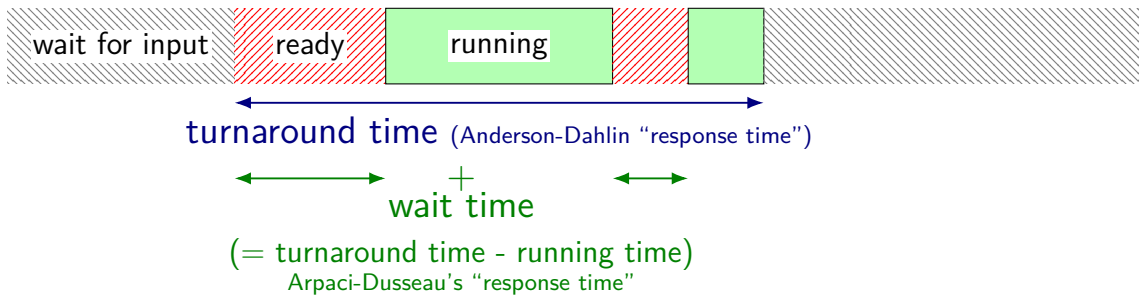 wait for input ready running
turnaround time (Anderson-Dahlin “response time”)
+
wait time
(= turnaround time - running time)
Arpaci-Dusseau's “response time”